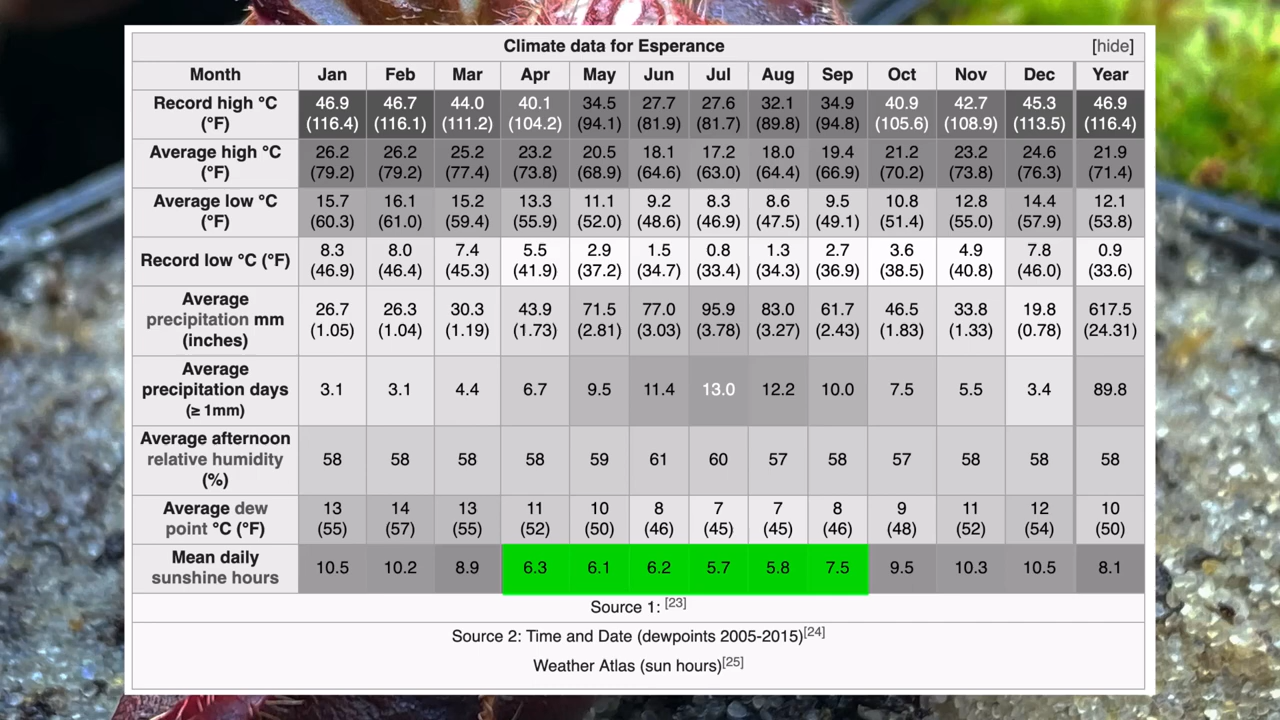 Climate data for Esperance [hide]
Month Jan Feb Mar Apr May Jun Jul Aug Sep Oct Nov Dec Year
Record high °C (°F) 46.9 (116.4) 46.7 (116.1) 44.0 (111.2) 40.1 (104.2) 34.5 (94.1) 27.7 (81.9) 27.6 (81.7) 32.1 (89.8) 34.9 (94.8) 40.9 (105.6) 42.7 (108.9) 45.3 (113.5) 46.9 (116.4)
Average high °C (°F) 26.2 (79.2) 26.2 (79.2) 25.2 (77.4) 23.2 (73.8) 20.5 (68.9) 18.1 (64.6) 17.2 (63.0) 18.0 (64.4) 19.4 (66.9) 21.2 (70.2) 23.2 (73.8) 24.6 (76.3) 21.9 (71.4)
Average low °C (°F) 15.7 (60.3) 16.1 (61.0) 15.2 (59.4) 13.3 (55.9) 11.1 (52.0) 9.2 (48.6) 8.3 (46.9) 8.6 (47.5) 9.5 (49.1) 10.8 (51.4) 12.8 (55.0) 14.4 (57.9) 12.1 (53.8)
Record low °C (°F) 8.3 (46.9) 8.0 (46.4) 7.4 (45.3) 5.5 (41.9) 2.9 (37.2) 1.5 (34.7) 0.8 (33.4) 1.3 (34.3) 2.7 (36.9) 3.6 (38.5) 4.9 (40.8) 7.8 (46.0) 0.9 (33.6)
Average precipitation mm (inches) 26.7 (1.05) 26.3 (1.04) 30.3 (1.19) 43.9 (1.73) 71.5 (2.81) 77.0 (3.03) 95.9 (3.78) 83.0 (3.27) 61.7 (2.43) 46.5 (1.83) 33.8 (1.33) 19.8 (0.78) 617.5 (24.31)
Average precipitation days (≥ 1mm) 3.1 3.1 4.4 6.7 9.5 11.4 13.0 12.2 10.0 7.5 5.5 3.4 89.8
Average afternoon relative humidity (%) 58 58 58 58 59 61 60 57 58 57 58 58 58
Average dew point °C (°F) 13 (55) 14 (57) 13 (55) 11 (52) 10 (50) 8 (46) 7 (45) 7 (45) 8 (46) 9 (48) 11 (52) 12 (54) 10 (50)
Mean daily sunshine hours 10.5 10.2 8.9 6.3 6.1 6.2 5.7 5.8 7.5 9.5 10.3 10.5 8.1
Source 1: [23]
Source 2: Time and Date (dewpoints 2005-2015)[24]
Weather Atlas (sun hours)[25]